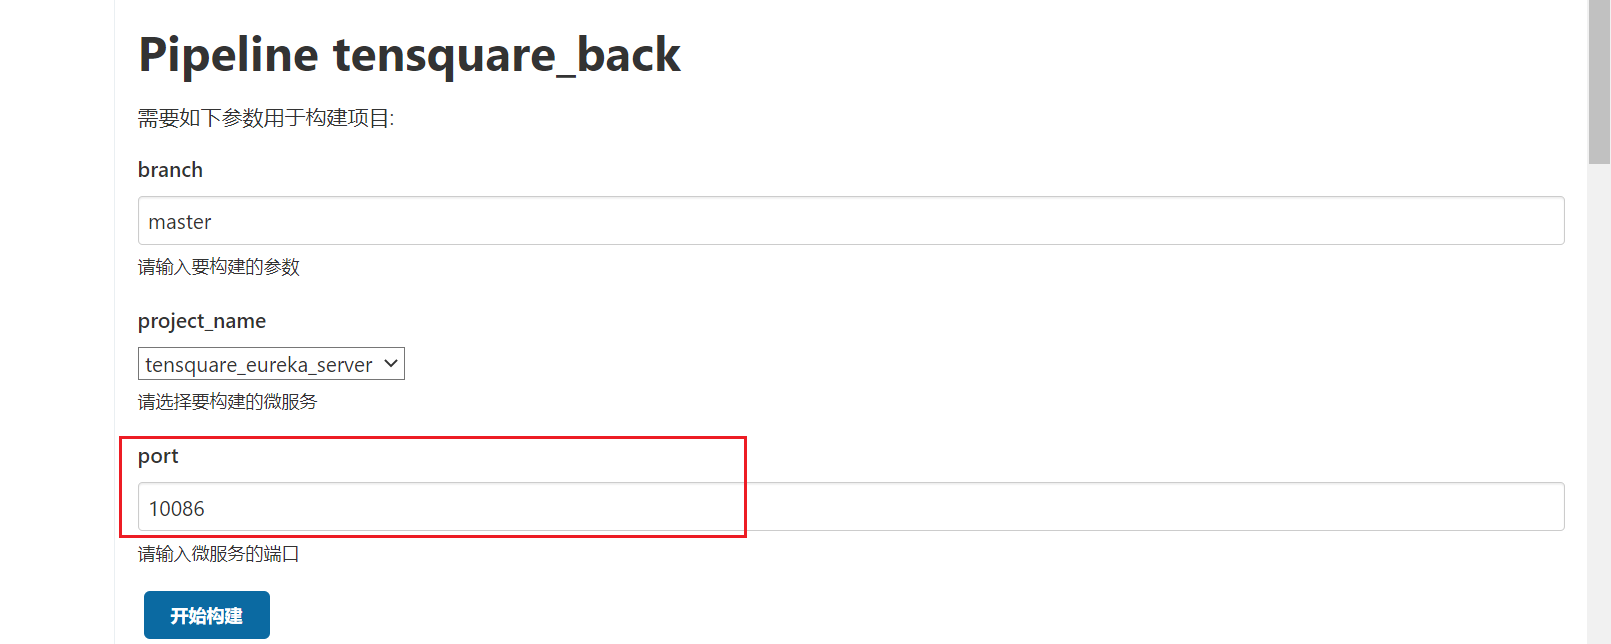 Pipeline tensquare_back
需要如下参数用于构建项目:
branch
master
请输入要构建的参数
project_name
tensquare_eureka_server
请选择要构建的微服务
port
10086
请输入微服务的端口
开始构建